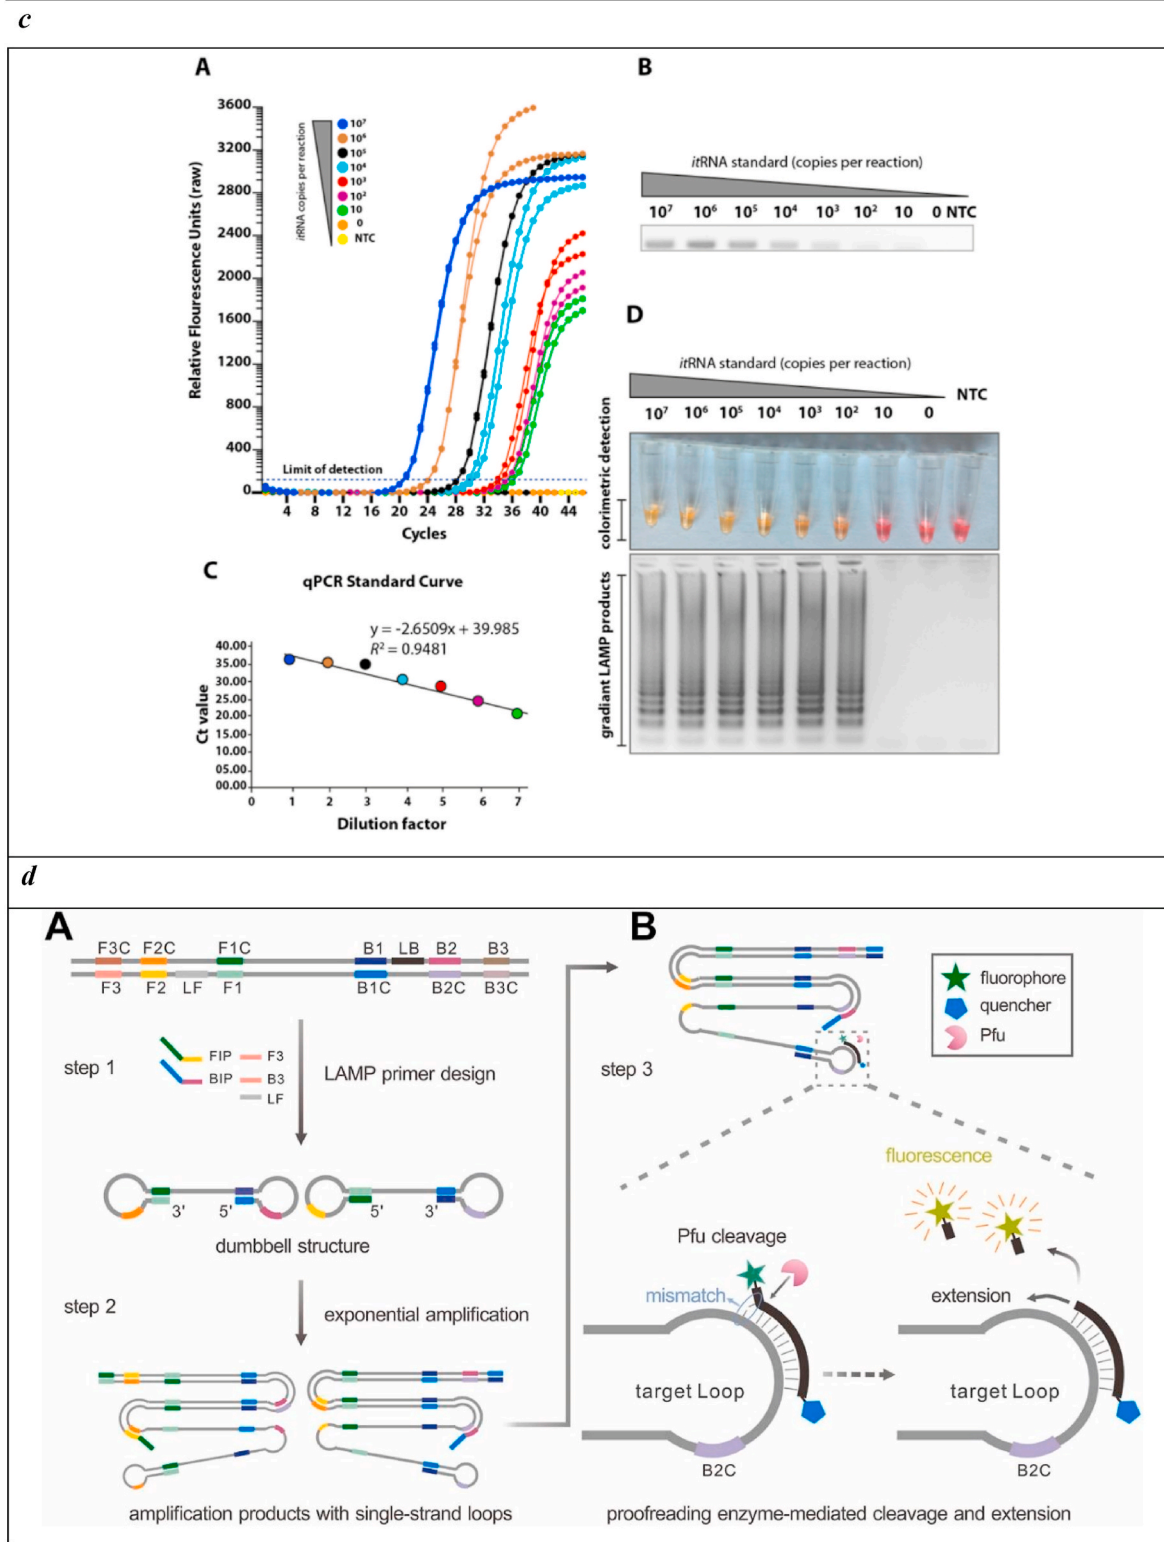 c
A
3600
3200
2800
2400
2000
1600
1200
800
400
0
Relative Flourescence Units (raw)
itRNA copies per reaction
10⁷
10⁶
10⁵
10⁴
10³
10²
10
0
NTC
Limit of detection
4 8 12 16 20 24 28 32 36 40 44
Cycles
B
itRNA standard (copies per reaction)
10⁷ 10⁶ 10⁵ 10⁴ 10³ 10² 10 0 NTC
C
qPCR Standard Curve
y = -2.6509x + 39.985
R² = 0.9481
40.00
35.00
30.00
25.00
20.00
15.00
10.00
05.00
00.00
Ct value
0 1 2 3 4 5 6 7
Dilution factor
D
itRNA standard (copies per reaction)
NTC
10⁷ 10⁶ 10⁵ 10⁴ 10³ 10² 10 0
colorimetric detection
gradiant LAMP products
d
A
F3C F2C F1C B1 LB B2 B3
F3 F2 LF F1 B1C B2C B3C
step 1
FIP F3
BIP B3
LF
LAMP primer design
3' 5' 5' 3'
dumbbell structure
step 2
exponential amplification
amplification products with single-strand loops
B
fluorophore
quencher
Pfu
step 3
fluorescence
Pfu cleavage
mismatch
extension
target Loop
target Loop
B2C
B2C
proofreading enzyme-mediated cleavage and extension